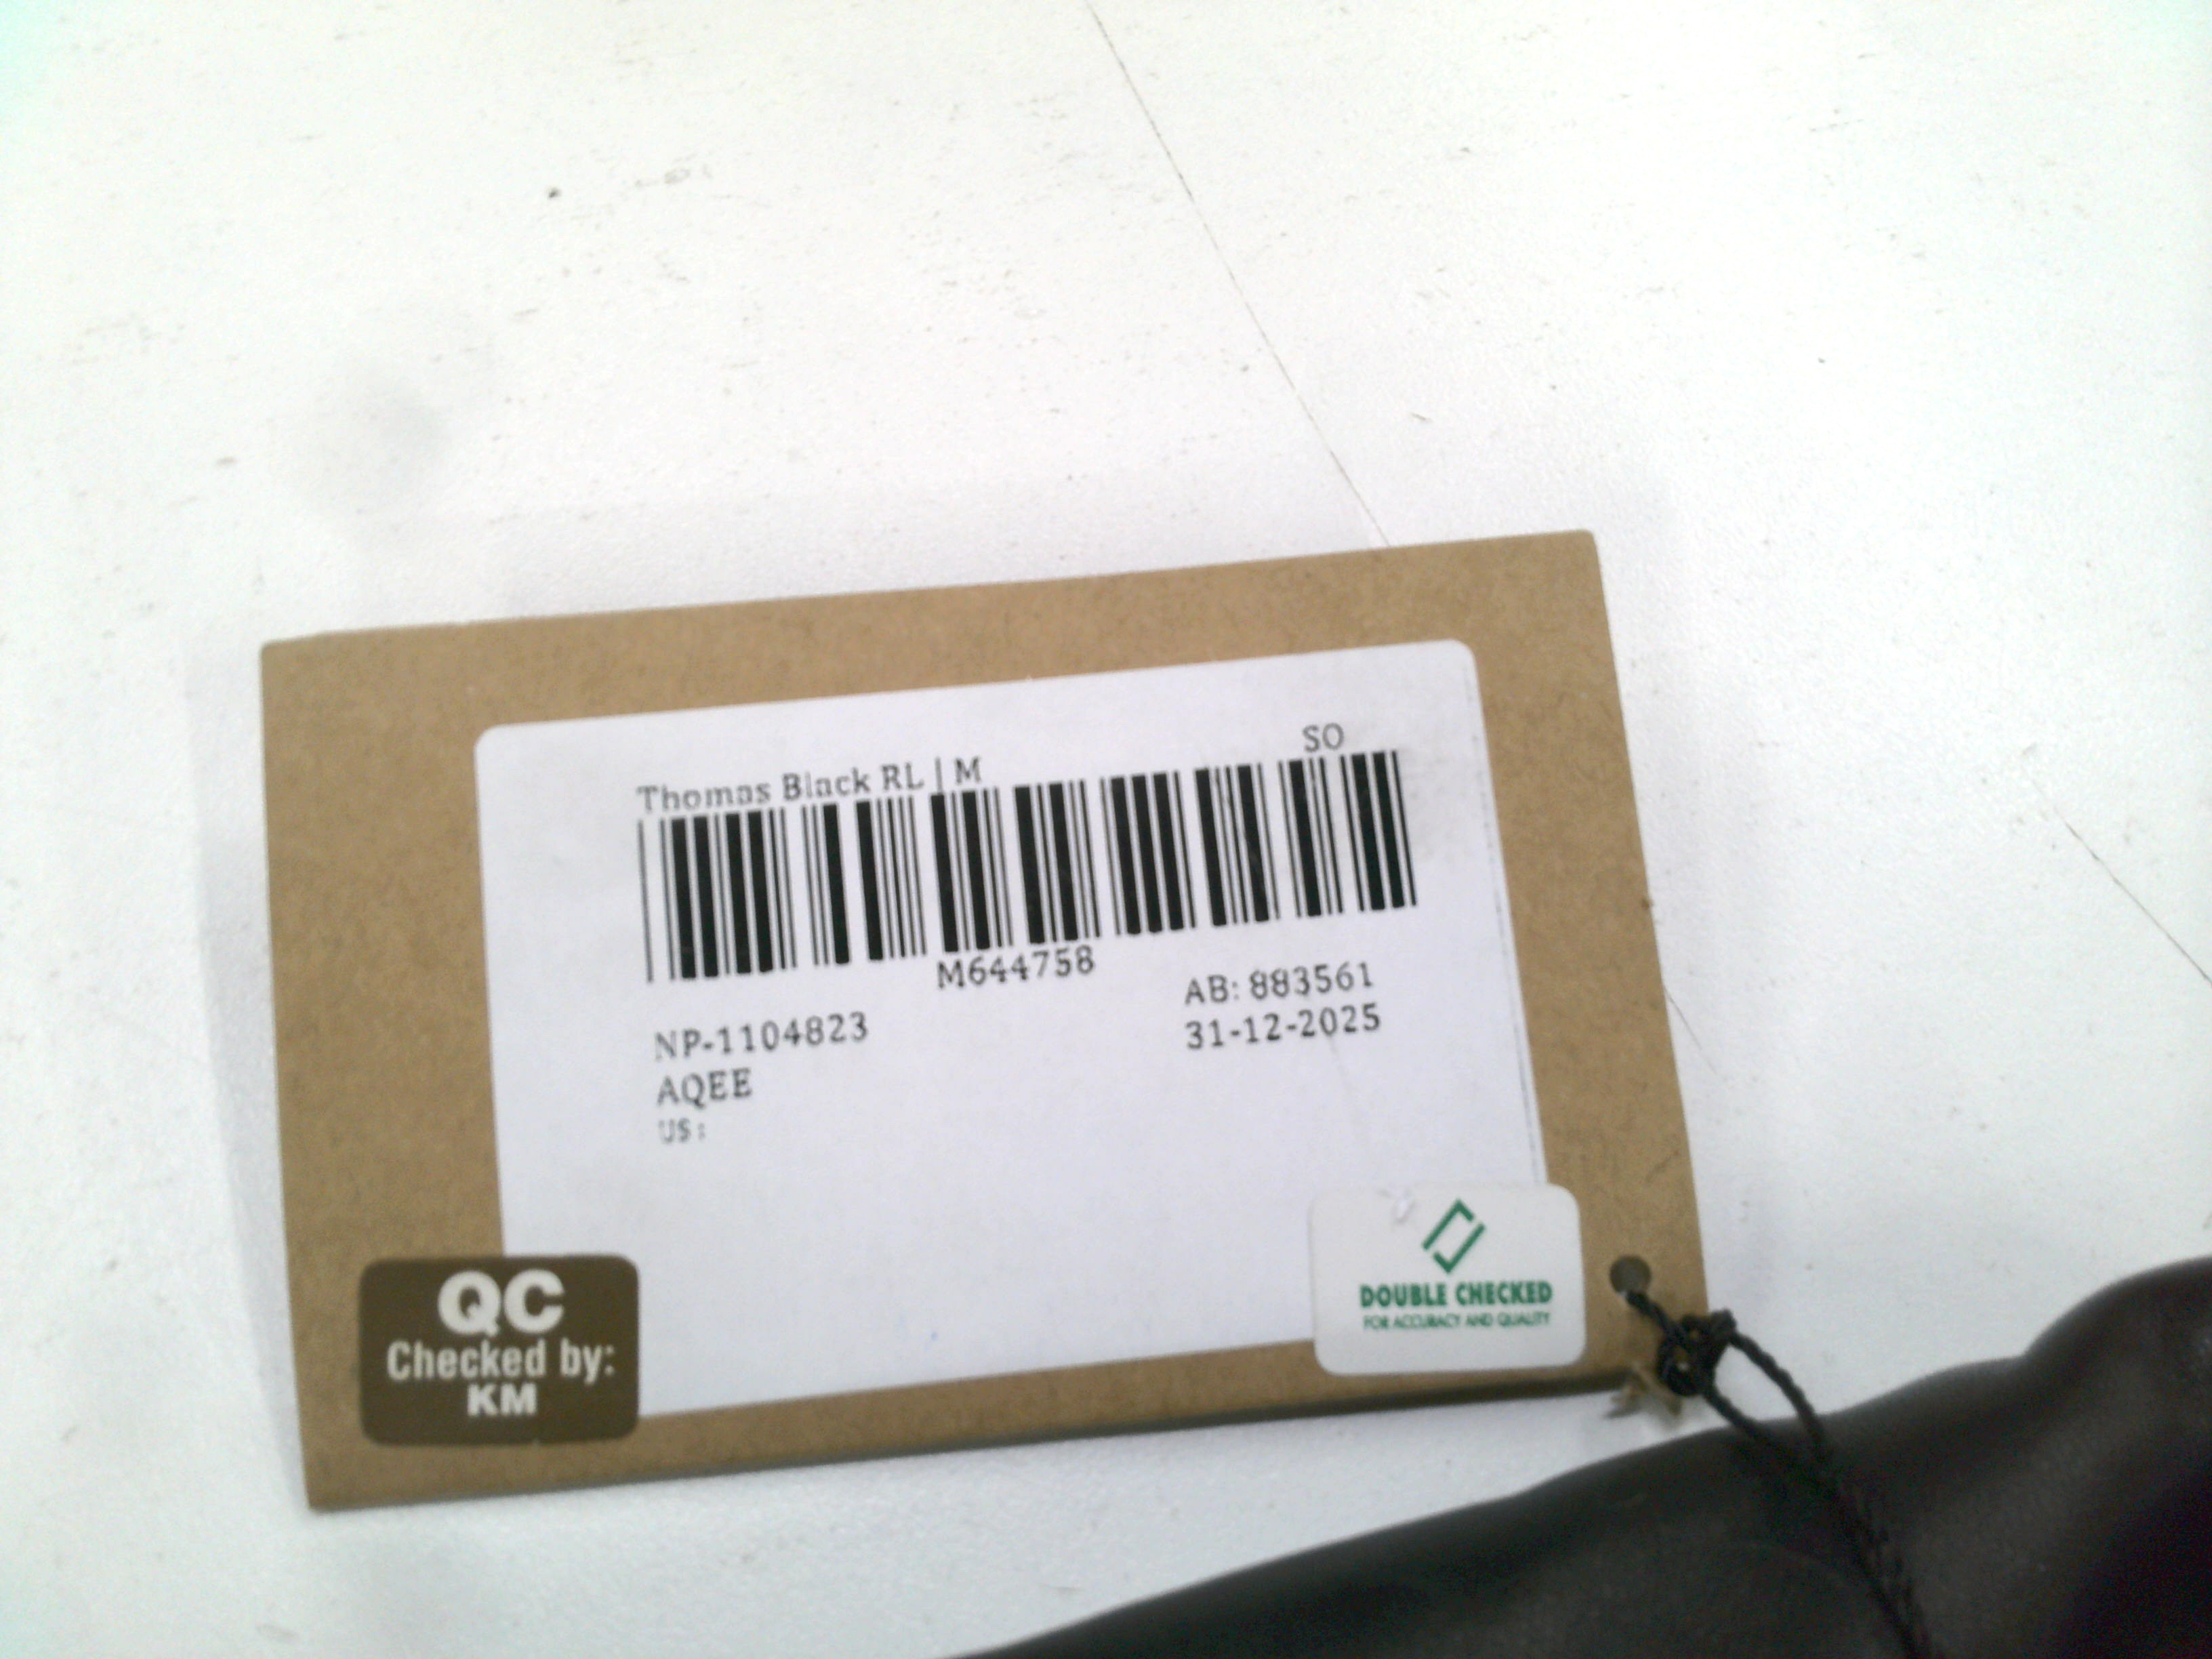 SO
Thomas Black RL | M
M644758
AB: 883561
NP-1104823
31-12-2025
AQEE
US:
QC
Checked by:
KM
DOUBLE CHECKED
FOR ACCURACY AND QUALITY